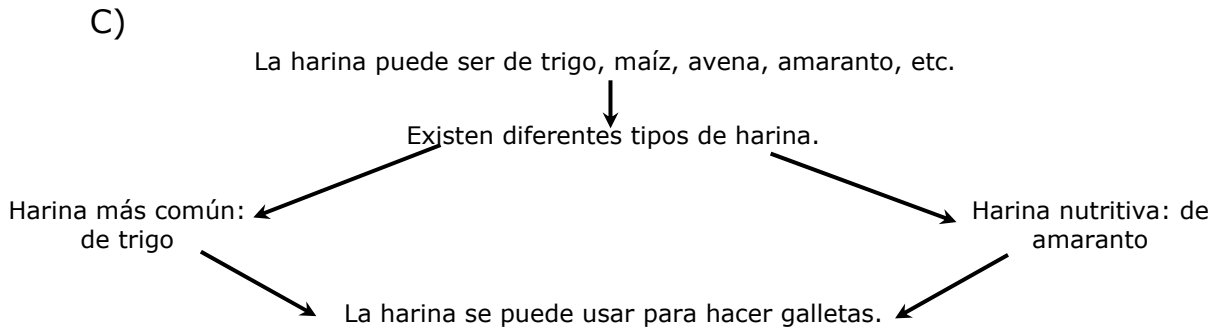 C)
La harina puede ser de trigo, maíz, avena, amaranto, etc.
Existen diferentes tipos de harina.
Harina más común:
de trigo
Harina nutritiva: de
amaranto
La harina se puede usar para hacer galletas.